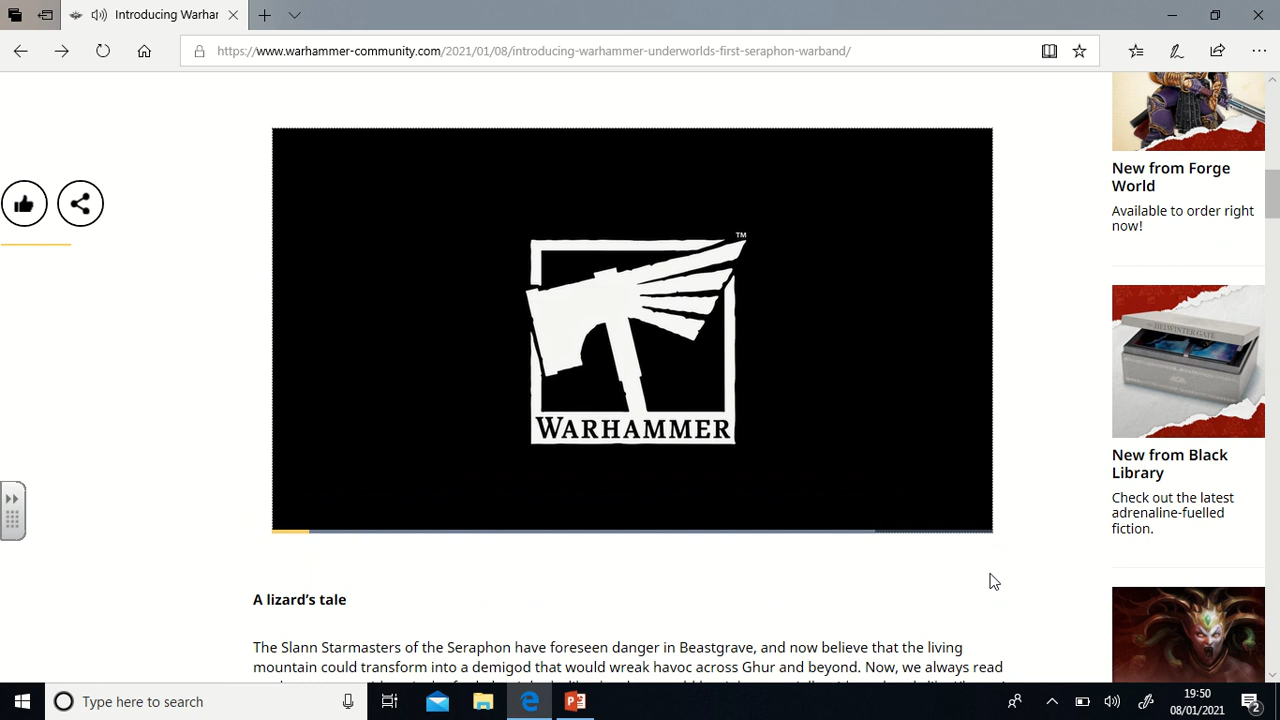 Introducing Warhar
https://www.warhammer-community.com/2021/01/08/introducing-warhammer-underworlds-first-seraphon-warband/
TM
WARHAMMER
A lizard's tale
The Slann Starmasters of the Seraphon have foreseen danger in Beastgrave, and now believe that the living
mountain could transform into a demigod that would wreak havoc across Ghur and beyond. Now, we always read
New from Forge
World
Available to order right
now!
HELWINTER GATE
New from Black
Library
Check out the latest
adrenaline-fuelled
fiction.
Type here to search
19:50
08/01/2021
2